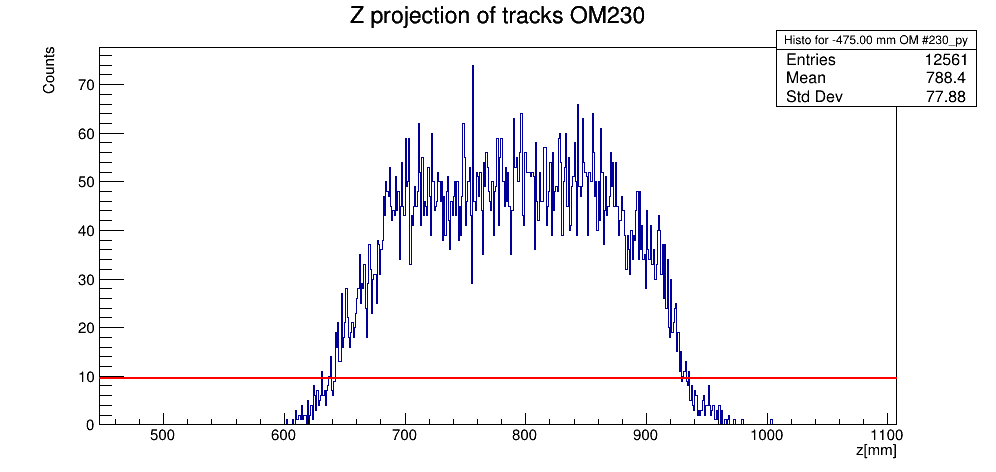 Z projection of tracks OM230
Histo for -475.00 mm OM #230_py
Entries 12561
Mean 788.4
Std Dev 77.88
Counts
70
60
50
40
30
20
10
0
500 600 700 800 900 1000 1100
z[mm]